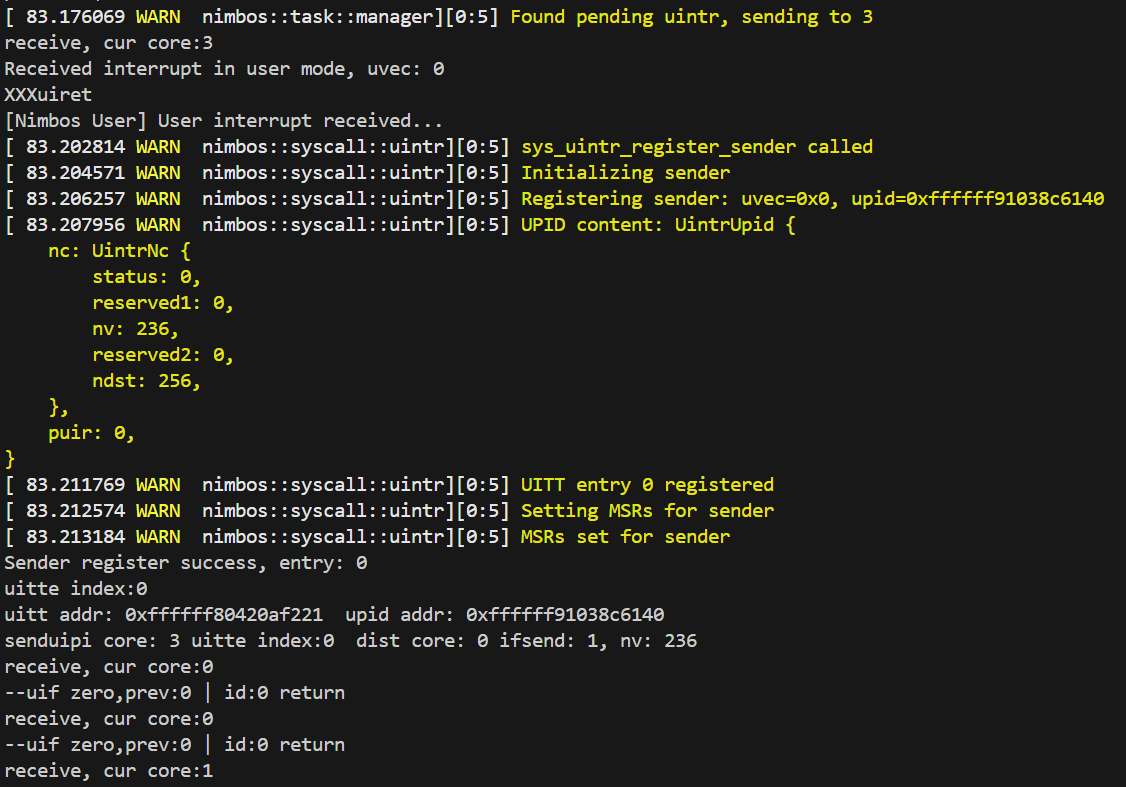 [ 83.176069 WARN  nimbos::task::manager][0:5] Found pending uintr, sending to 3
receive, cur core:3
Received interrupt in user mode, uvec: 0
XXXuiret
[Nimbos User] User interrupt received...
[ 83.202814 WARN  nimbos::syscall::uintr][0:5] sys_uintr_register_sender called
[ 83.204571 WARN  nimbos::syscall::uintr][0:5] Initializing sender
[ 83.206257 WARN  nimbos::syscall::uintr][0:5] Registering sender: uvec=0x0, upid=0xffffff91038c6140
[ 83.207956 WARN  nimbos::syscall::uintr][0:5] UPID content: UintrUpid {
    nc: UintrNc {
        status: 0,
        reserved1: 0,
        nv: 236,
        reserved2: 0,
        ndst: 256,
    },
    puir: 0,
}
[ 83.211769 WARN  nimbos::syscall::uintr][0:5] UITT entry 0 registered
[ 83.212574 WARN  nimbos::syscall::uintr][0:5] Setting MSRs for sender
[ 83.213184 WARN  nimbos::syscall::uintr][0:5] MSRs set for sender
Sender register success, entry: 0
uitte index:0
uitt addr: 0xffffff80420af221  upid addr: 0xffffff91038c6140
senduipi core: 3 uitte index:0  dist core: 0 ifsend: 1, nv: 236
receive, cur core:0
--uif zero,prev:0 | id:0 return
receive, cur core:0
--uif zero,prev:0 | id:0 return
receive, cur core:1